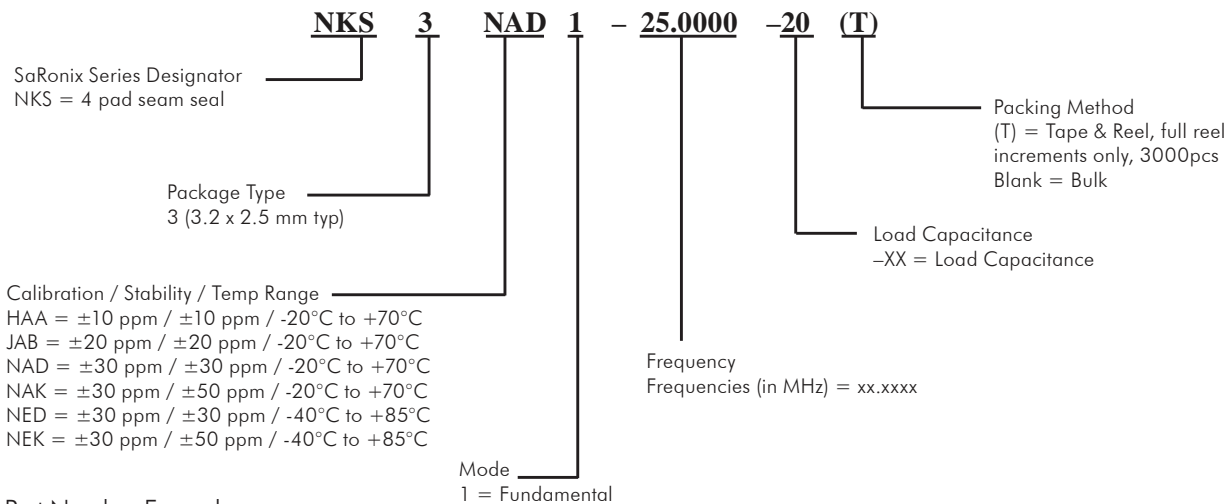 NKS 3 NAD 1 – 25.0000 –20 (T)
SaRonix Series Designator
NKS = 4 pad seam seal
Packing Method
(T) = Tape & Reel, full reel
increments only, 3000pcs
Blank = Bulk
Package Type
3 (3.2 x 2.5 mm typ)
Load Capacitance
–XX = Load Capacitance
Calibration / Stability / Temp Range
HAA = ±10 ppm / ±10 ppm / -20°C to +70°C
JAB = ±20 ppm / ±20 ppm / -20°C to +70°C
NAD = ±30 ppm / ±30 ppm / -20°C to +70°C
NAK = ±30 ppm / ±50 ppm / -20°C to +70°C
NED = ±30 ppm / ±30 ppm / -40°C to +85°C
NEK = ±30 ppm / ±50 ppm / -40°C to +85°C
Frequency
Frequencies (in MHz) = xx.xxxx
Mode
1 = Fundamental